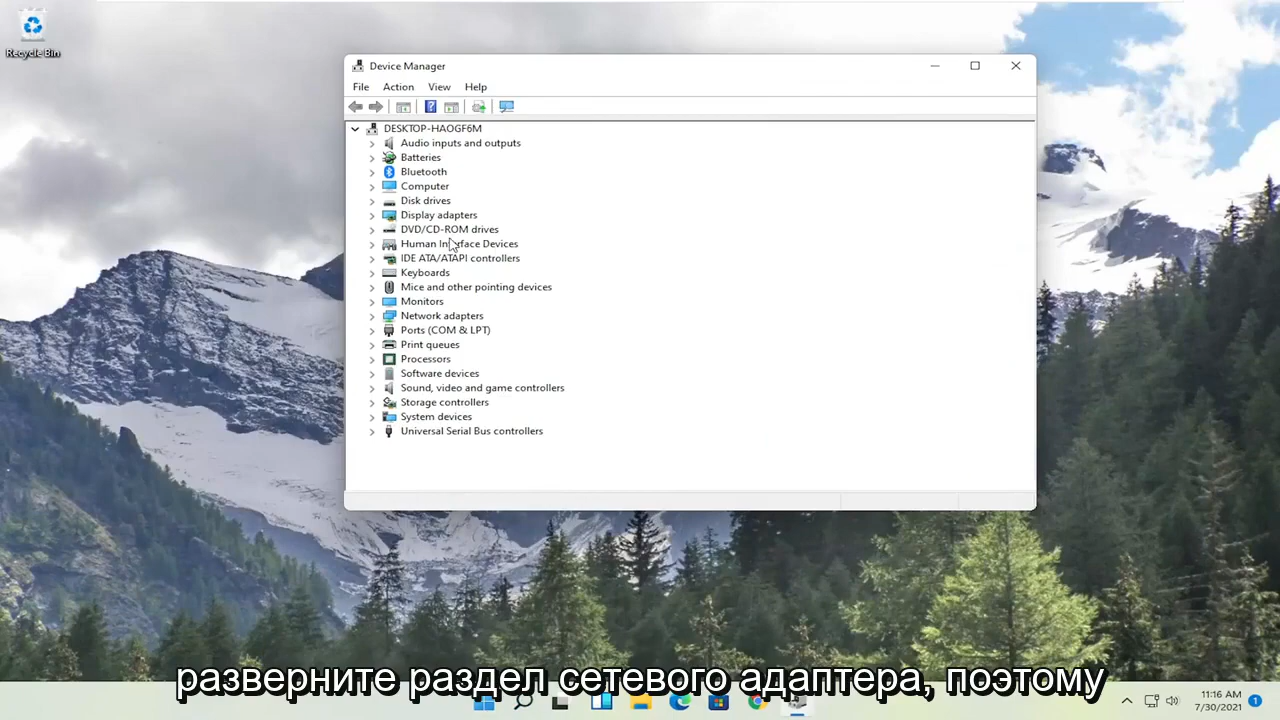 Recycle Bin
Device Manager
File Action View Help
DESKTOP-HAOGF6M
Audio inputs and outputs
Batteries
Bluetooth
Computer
Disk drives
Display adapters
DVD/CD-ROM drives
Human Interface Devices
IDE ATA/ATAPI controllers
Keyboards
Mice and other pointing devices
Monitors
Network adapters
Ports (COM & LPT)
Print queues
Processors
Software devices
Sound, video and game controllers
Storage controllers
System devices
Universal Serial Bus controllers
разверните раздел сетевого адаптера, поэтому
11:16 AM
7/30/2021
1